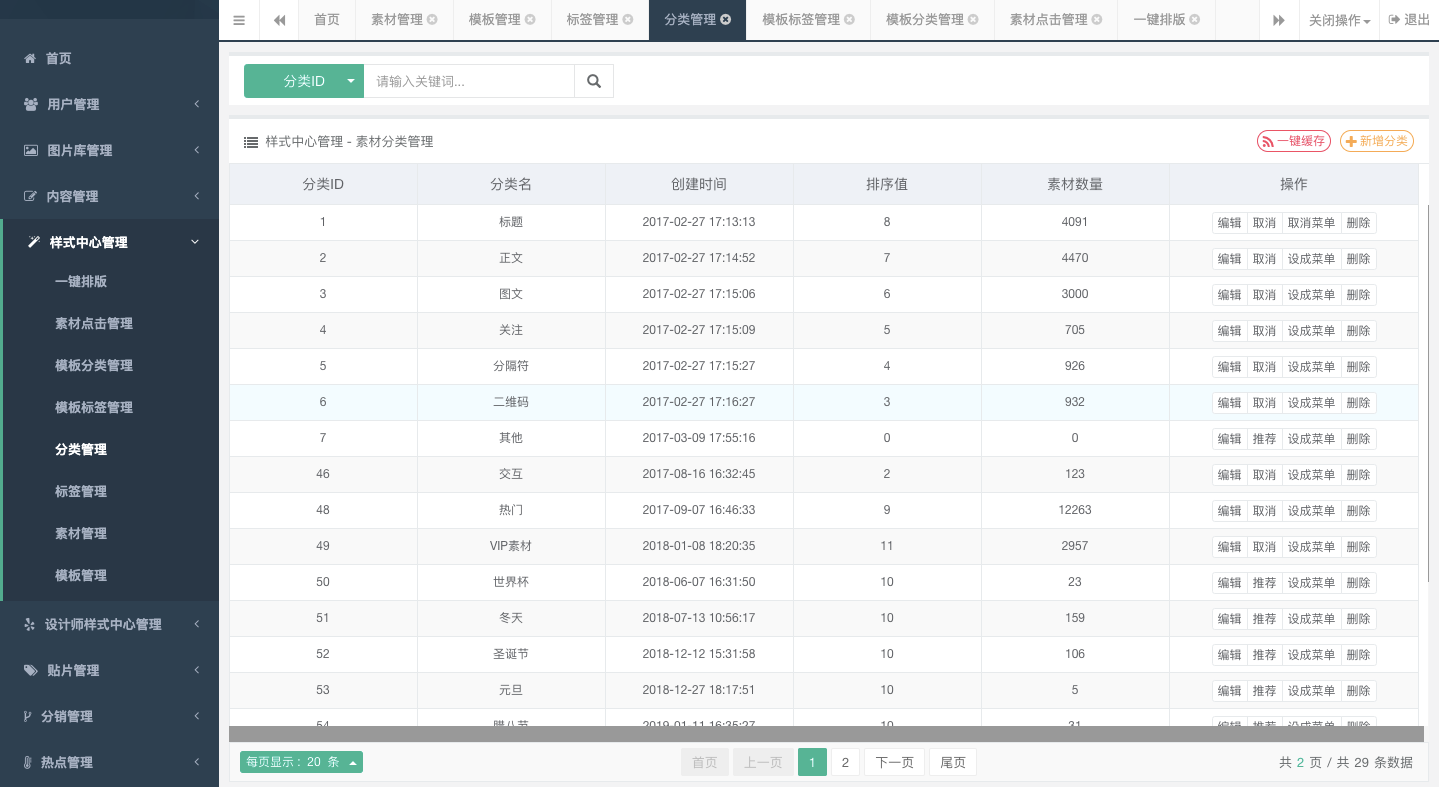 首页 素材管理 模板管理 标签管理 分类管理 模板标签管理 模板分类管理 素材点击管理 一键排版 关闭操作 退出
首页
用户管理
图片库管理
内容管理
样式中心管理
一键排版
素材点击管理
模板分类管理
模板标签管理
分类管理
标签管理
素材管理
模板管理
设计师样式中心管理
贴片管理
分销管理
热点管理
分类ID 请输入关键词...
样式中心管理 - 素材分类管理 一键缓存 新增分类
分类ID 分类名 创建时间 排序值 素材数量 操作
1 标题 2017-02-27 17:13:13 8 4091 编辑 取消 取消菜单 删除
2 正文 2017-02-27 17:14:52 7 4470 编辑 取消 设成菜单 删除
3 图文 2017-02-27 17:15:06 6 3000 编辑 取消 设成菜单 删除
4 关注 2017-02-27 17:15:09 5 705 编辑 取消 设成菜单 删除
5 分隔符 2017-02-27 17:15:27 4 926 编辑 取消 设成菜单 删除
6 二维码 2017-02-27 17:16:27 3 932 编辑 取消 设成菜单 删除
7 其他 2017-03-09 17:55:16 0 0 编辑 推荐 设成菜单 删除
46 交互 2017-08-16 16:32:45 2 123 编辑 取消 设成菜单 删除
48 热门 2017-09-07 16:46:33 9 12263 编辑 取消 设成菜单 删除
49 VIP素材 2018-01-08 18:20:35 11 2957 编辑 取消 设成菜单 删除
50 世界杯 2018-06-07 16:31:50 10 23 编辑 推荐 设成菜单 删除
51 冬天 2018-07-13 10:56:17 10 159 编辑 推荐 设成菜单 删除
52 圣诞节 2018-12-12 15:31:58 10 106 编辑 推荐 设成菜单 删除
53 元旦 2018-12-27 18:17:51 10 5 编辑 推荐 设成菜单 删除
54 腊八节 2019-01-11 16:35:27 10 31 编辑 推荐 设成菜单 删除
每页显示 : 20 条 首页 上一页 1 2 下一页 尾页 共 2 页 / 共 29 条数据